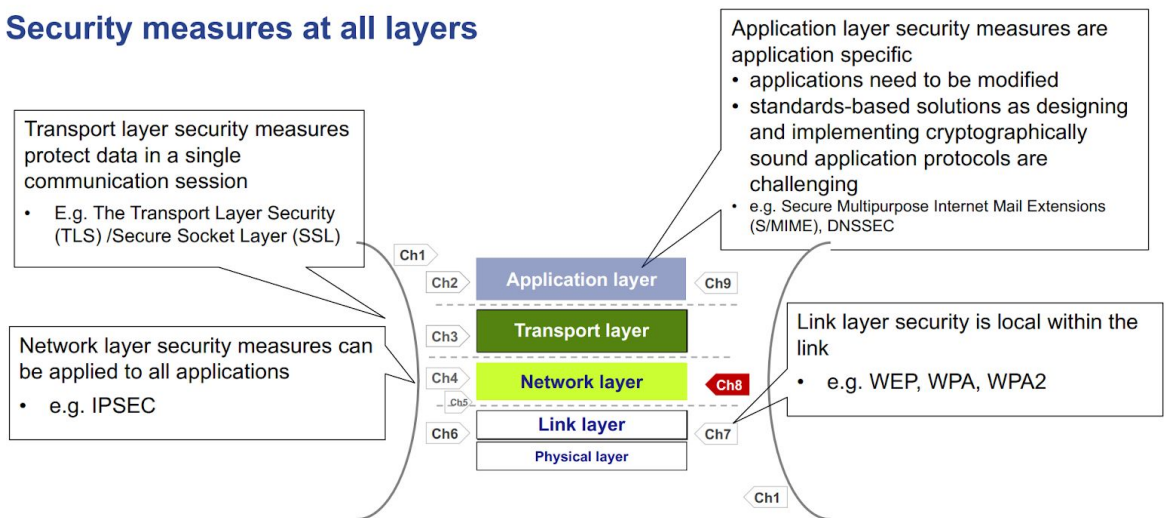 Security measures at all layers
Application layer security measures are
application specific
• applications need to be modified
• standards-based solutions as designing
and implementing cryptographically
sound application protocols are
challenging
• e.g. Secure Multipurpose Internet Mail Extensions
(S/MIME), DNSSEC
Transport layer security measures
protect data in a single
communication session
• E.g. The Transport Layer Security
(TLS) /Secure Socket Layer (SSL)
Network layer security measures can
be applied to all applications
• e.g. IPSEC
Ch1
Ch2
Application layer
Ch9
Ch3
Transport layer
Ch4
Network layer
Ch8
Ch5
Ch6
Link layer
Ch7
Physical layer
Ch1
Link layer security is local within the
link
• e.g. WEP, WPA, WPA2